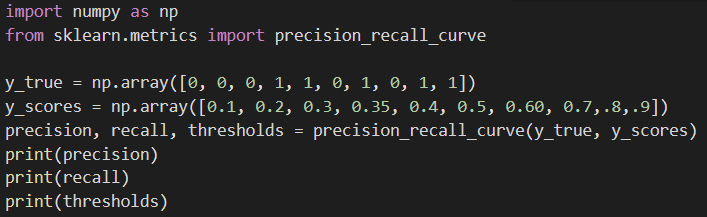 import numpy as np
from sklearn.metrics import precision_recall_curve
y_true = np.array([0, 0, 0, 1, 1, 0, 1, 0, 1, 1])
y_scores = np.array([0.1, 0.2, 0.3, 0.35, 0.4, 0.5, 0.60, 0.7,.8,.9])
precision, recall, thresholds = precision_recall_curve(y_true, y_scores)
print(precision)
print(recall)
print(thresholds)